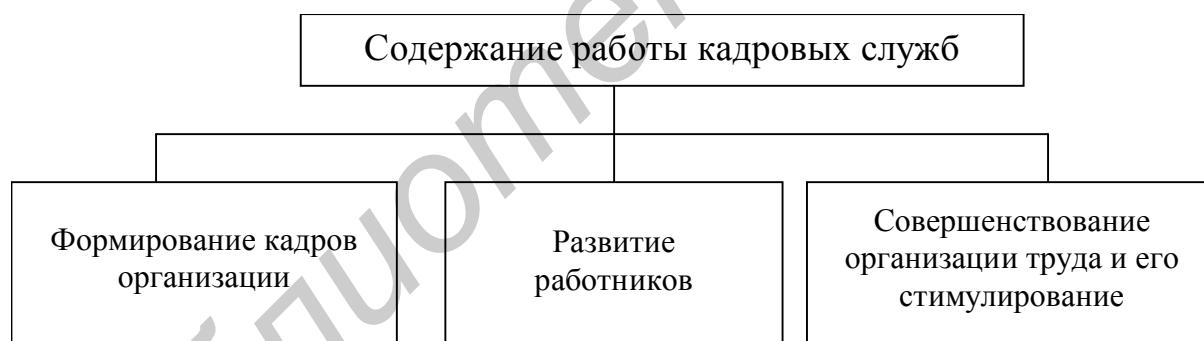 Содержание работы кадровых служб
Формирование кадров
организации
Развитие
работников
Совершенствование
организации труда и его
стимулирование